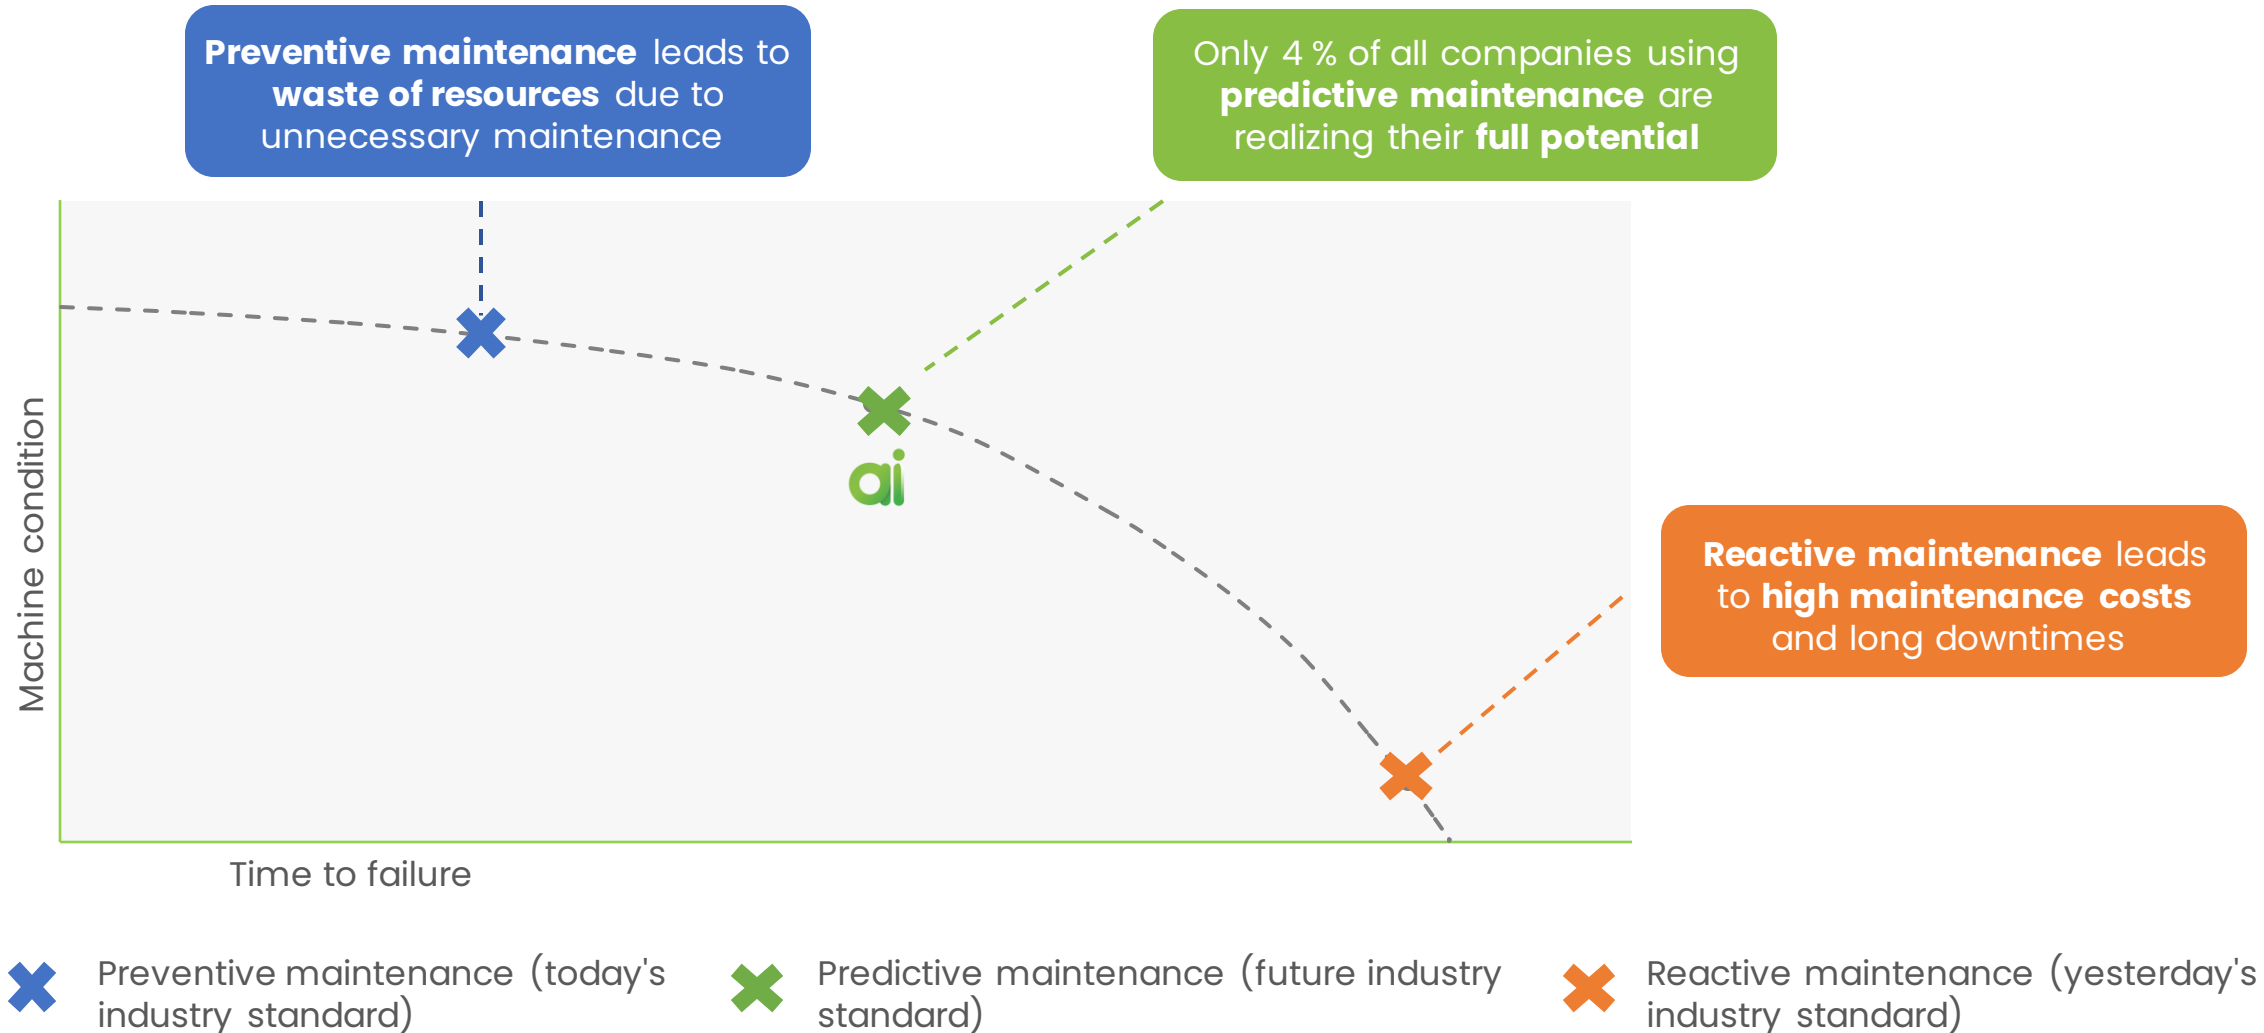 Preventive maintenance leads to
waste of resources due to
unnecessary maintenance
Only 4 % of all companies using
predictive maintenance are
realizing their full potential
Machine condition
ai
Reactive maintenance leads
to high maintenance costs
and long downtimes
Time to failure
Preventive maintenance (today's
industry standard)
Predictive maintenance (future industry
standard)
Reactive maintenance (yesterday's
industry standard)